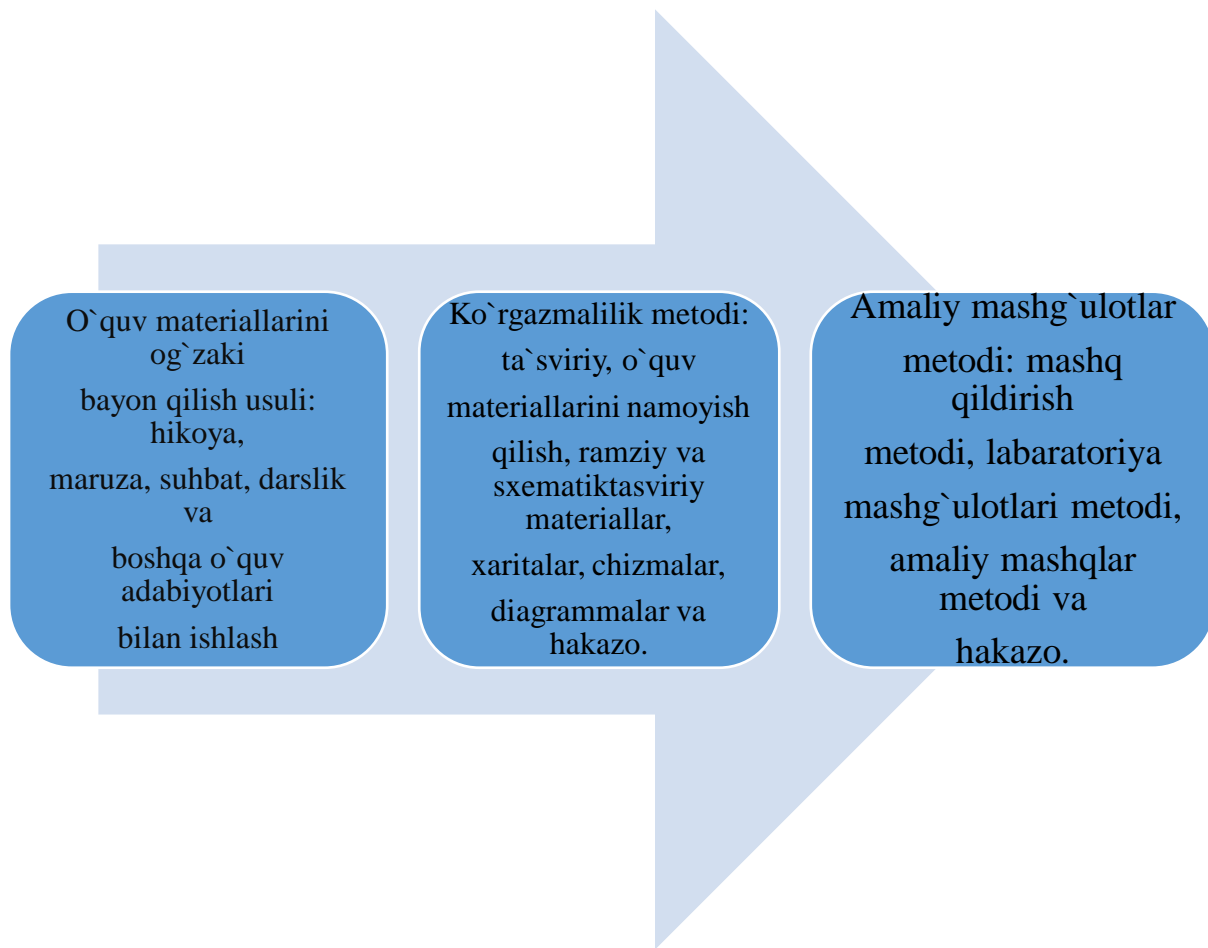 O`quv materiallarini
og`zaki
bayon qilish usuli:
hikoya,
maruza, suhbat, darslik
va
boshqa o`quv
adabiyotlari
bilan ishlash
Ko`rgazmalilik metodi:
ta`sviriy, o`quv
materiallarini namoyish
qilish, ramziy va
sxematiktasviriy
materiallar,
xaritalar, chizmalar,
diagrammalar va
hakazo.
Amaliy mashg`ulotlar
metodi: mashq
qildirish
metodi, labaratoriya
mashg`ulotlari metodi,
amaliy mashqlar
metodi va
hakazo.